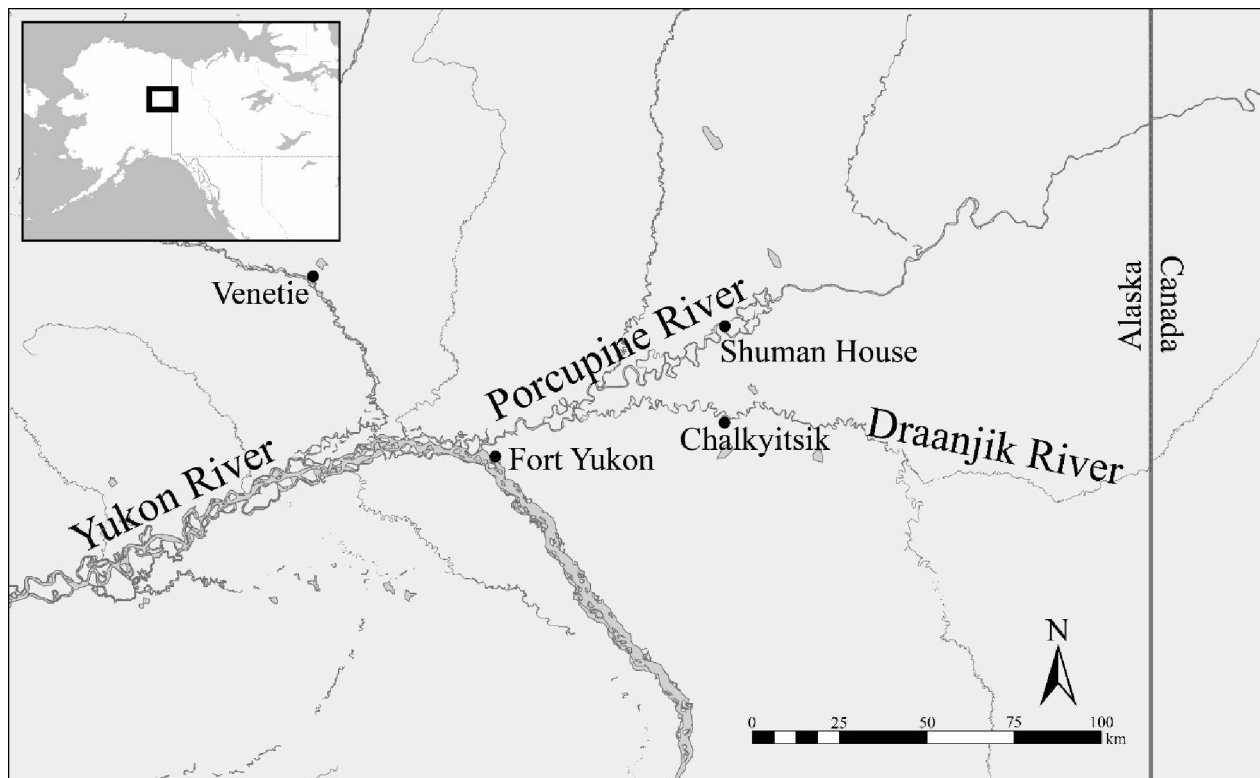 Venetie
Porcupine River
Shuman House
Alaska
Canada
Yukon River
Fort Yukon
Chalkyitsik
Draanjik River
N
0 25 50 75 100
km